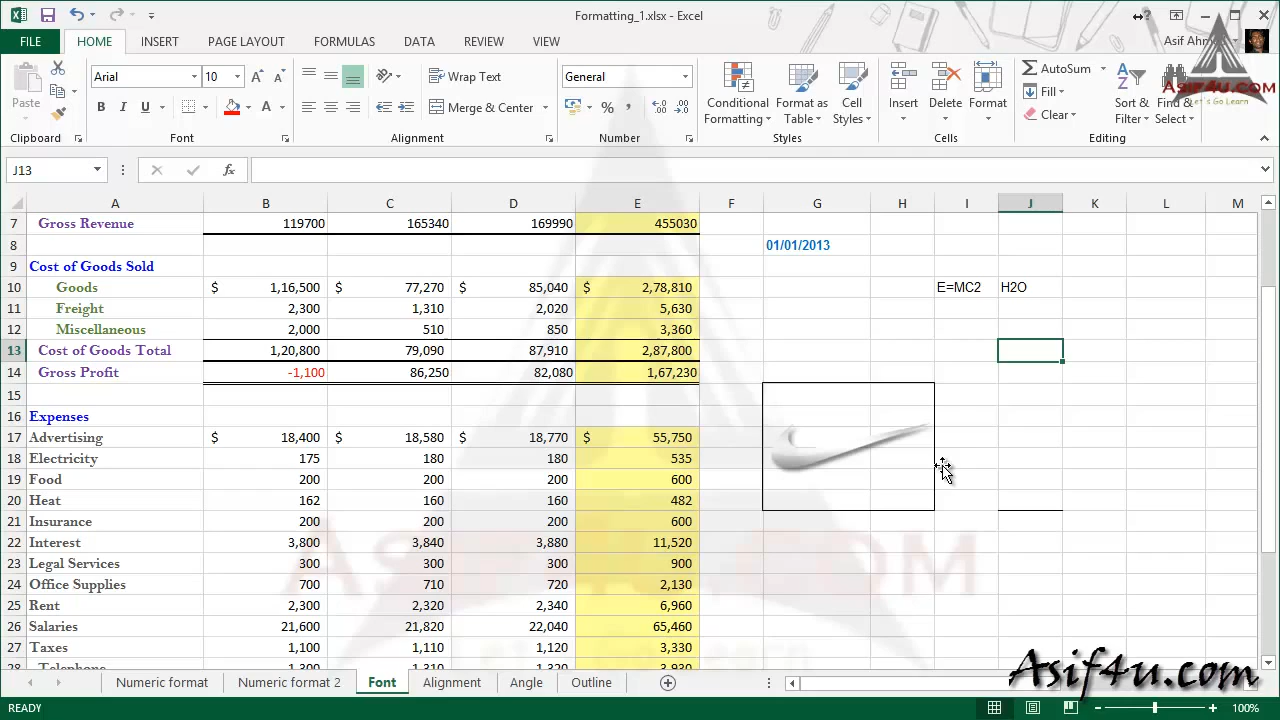 Formatting_1.xlsx - Excel
FILE HOME INSERT PAGE LAYOUT FORMULAS DATA REVIEW VIEW
Paste
Arial 10
B I U
Wrap Text
Merge & Center
General
% ,
Conditional Formatting
Format as Table
Cell Styles
Insert Delete Format
AutoSum
Fill
Clear
Sort & Filter
Find & Select
Clipboard Font Alignment Number Styles Cells Editing
ASIF4U.COM
Let's Go Learn
J13 fx
A B C D E F G H I J K L M
7 Gross Revenue 119700 165340 169990 455030
8 01/01/2013
9 Cost of Goods Sold
10 Goods $ 1,16,500 $ 77,270 $ 85,040 $ 2,78,810 E=MC2 H2O
11 Freight 2,300 1,310 2,020 5,630
12 Miscellaneous 2,000 510 850 3,360
13 Cost of Goods Total 1,20,800 79,090 87,910 2,87,800
14 Gross Profit -1,100 86,250 82,080 1,67,230
15
16 Expenses
17 Advertising $ 18,400 $ 18,580 $ 18,770 $ 55,750
18 Electricity 175 180 180 535
19 Food 200 200 200 600
20 Heat 162 160 160 482
21 Insurance 200 200 200 600
22 Interest 3,800 3,840 3,880 11,520
23 Legal Services 300 300 300 900
24 Office Supplies 700 710 720 2,130
25 Rent 2,300 2,320 2,340 6,960
26 Salaries 21,600 21,820 22,040 65,460
27 Taxes 1,100 1,110 1,120 3,330
28 Telephone 1,300 1,310 1,320 3,930
Numeric format Numeric format 2 Font Alignment Angle Outline
Asif4u.com
READY 100%